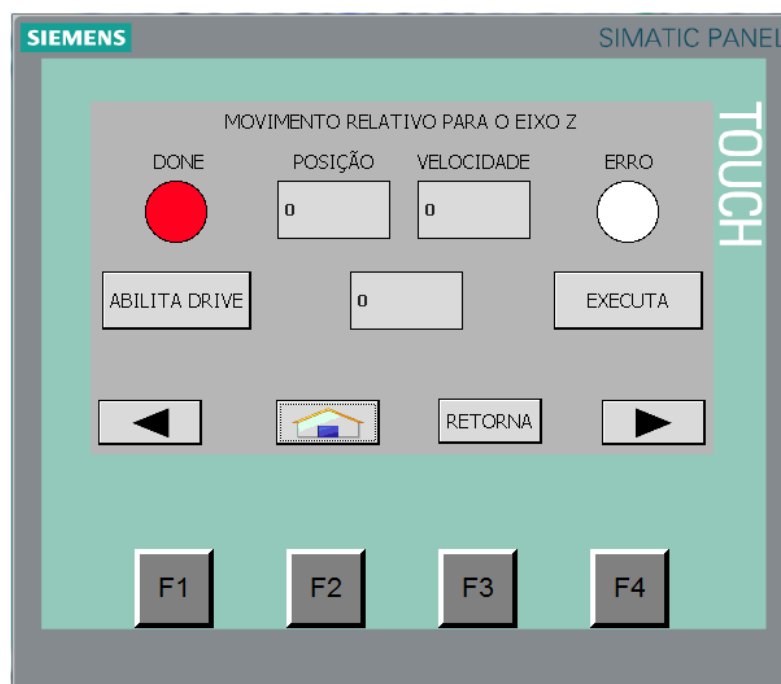 SIEMENS
SIMATIC PANEL
TOUCH
MOVIMENTO RELATIVO PARA O EIXO Z
DONE
POSIÇÃO
VELOCIDADE
ERRO
0
0
ABILITA DRIVE
0
EXECUTA
RETORNA
F1
F2
F3
F4